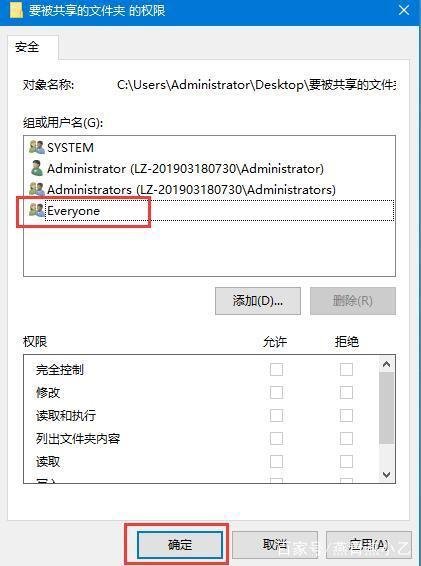 要被共享的文件夹 的权限
安全
对象名称: C:\Users\Administrator\Desktop\要被共享的文件夹
组或用户名(G):
SYSTEM
Administrator (LZ-201903180730\Administrator)
Administrators (LZ-201903180730\Administrators)
Everyone
添加(D)... 删除(R)
权限 允许 拒绝
完全控制
修改
读取和执行
列出文件夹内容
读取
确定 取消 应用(A)